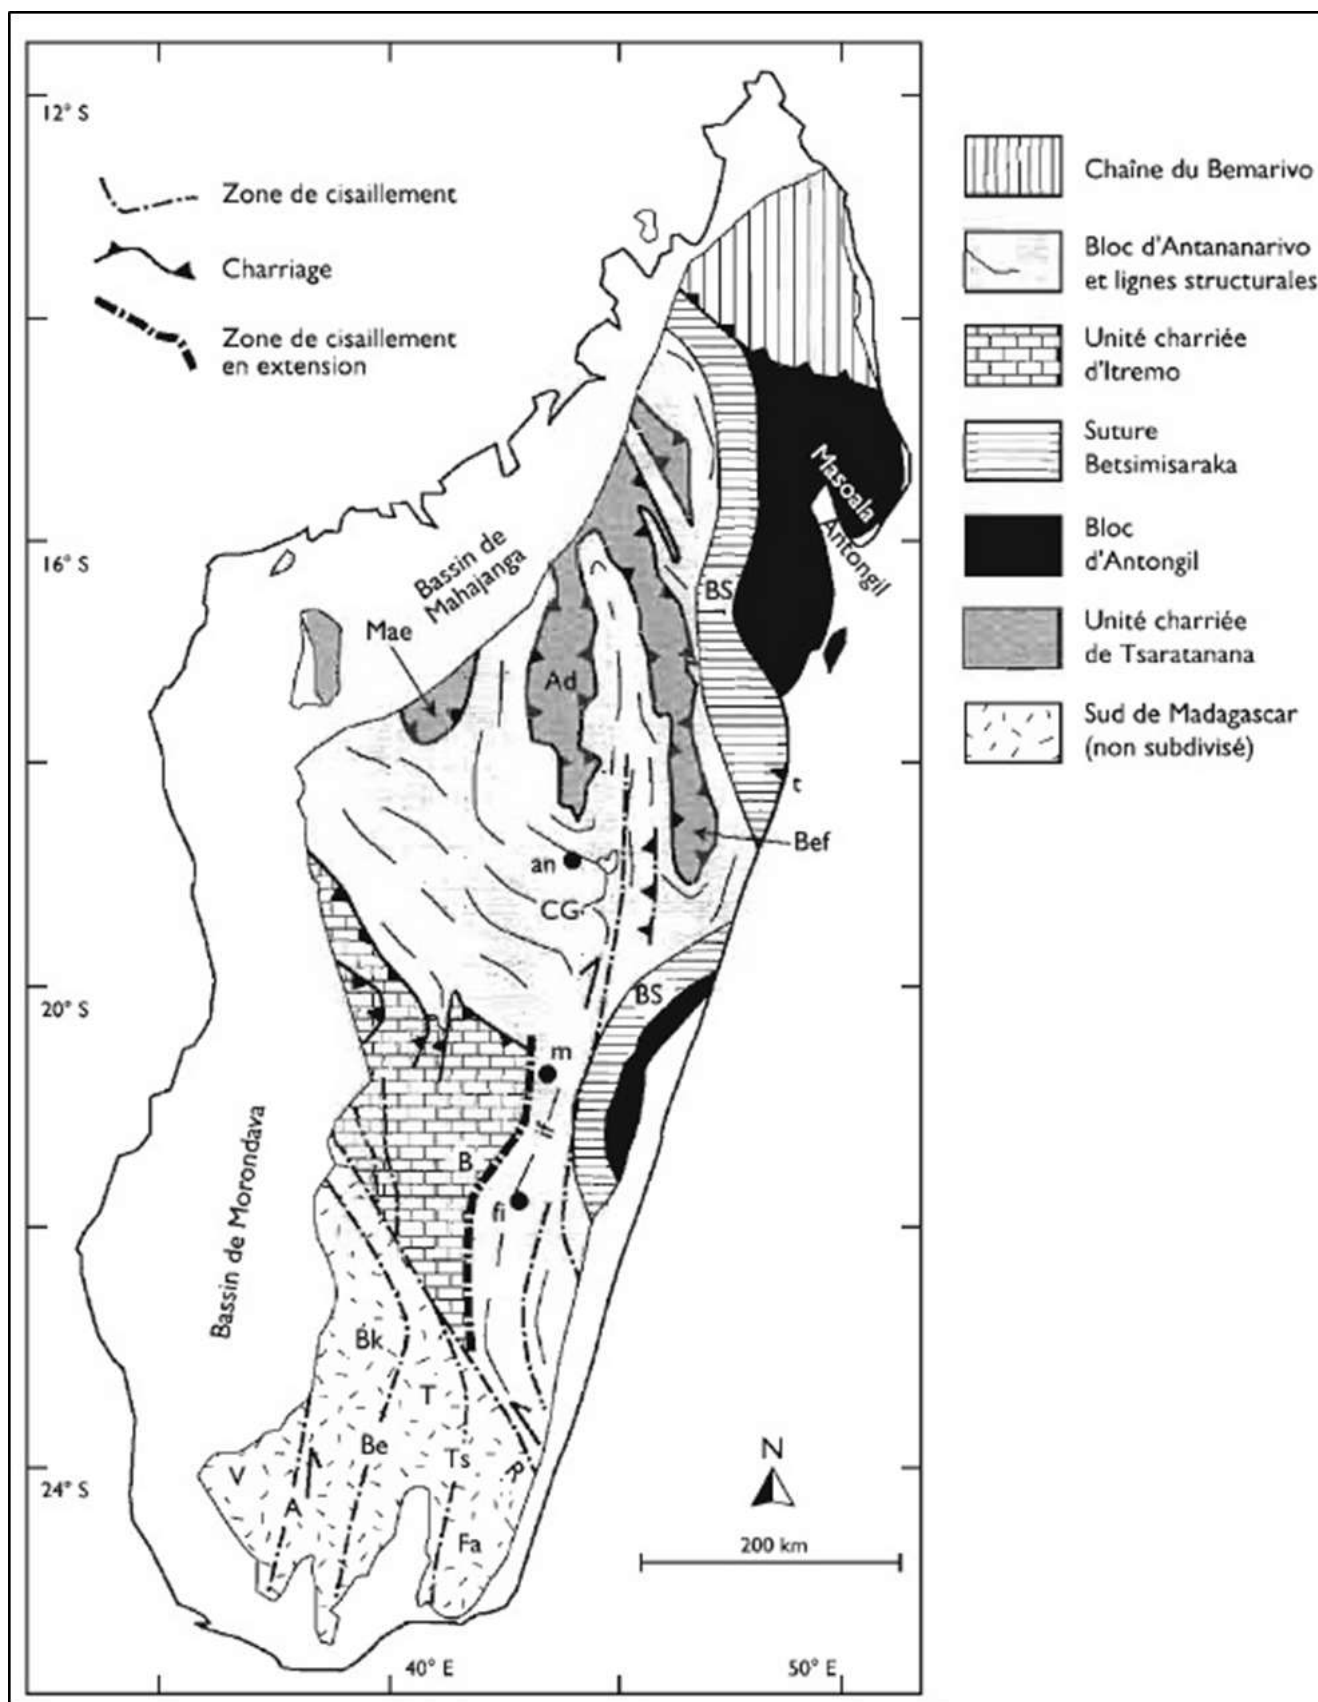 12° S
Zone de cisaillement
Charriage
Zone de cisaillement
en extension
Chaîne du Bemarivo
Bloc d'Antananarivo
et lignes structurales
Unité charriée
d'Itremo
Suture
Betsimisaraka
Bloc
d'Antongil
Unité charriée
de Tsaratanana
Sud de Madagascar
(non subdivisé)
Masoala
Antongil
16° S
Bassin de
Mahajanga
BS
Mae
Ad
t
Bef
an
CG
20° S
BS
m
if
B
fi
Bassin de Morondava
Bk
T
Be
Ts
R
V
A
Fa
24° S
N
200 km
40° E
50° E